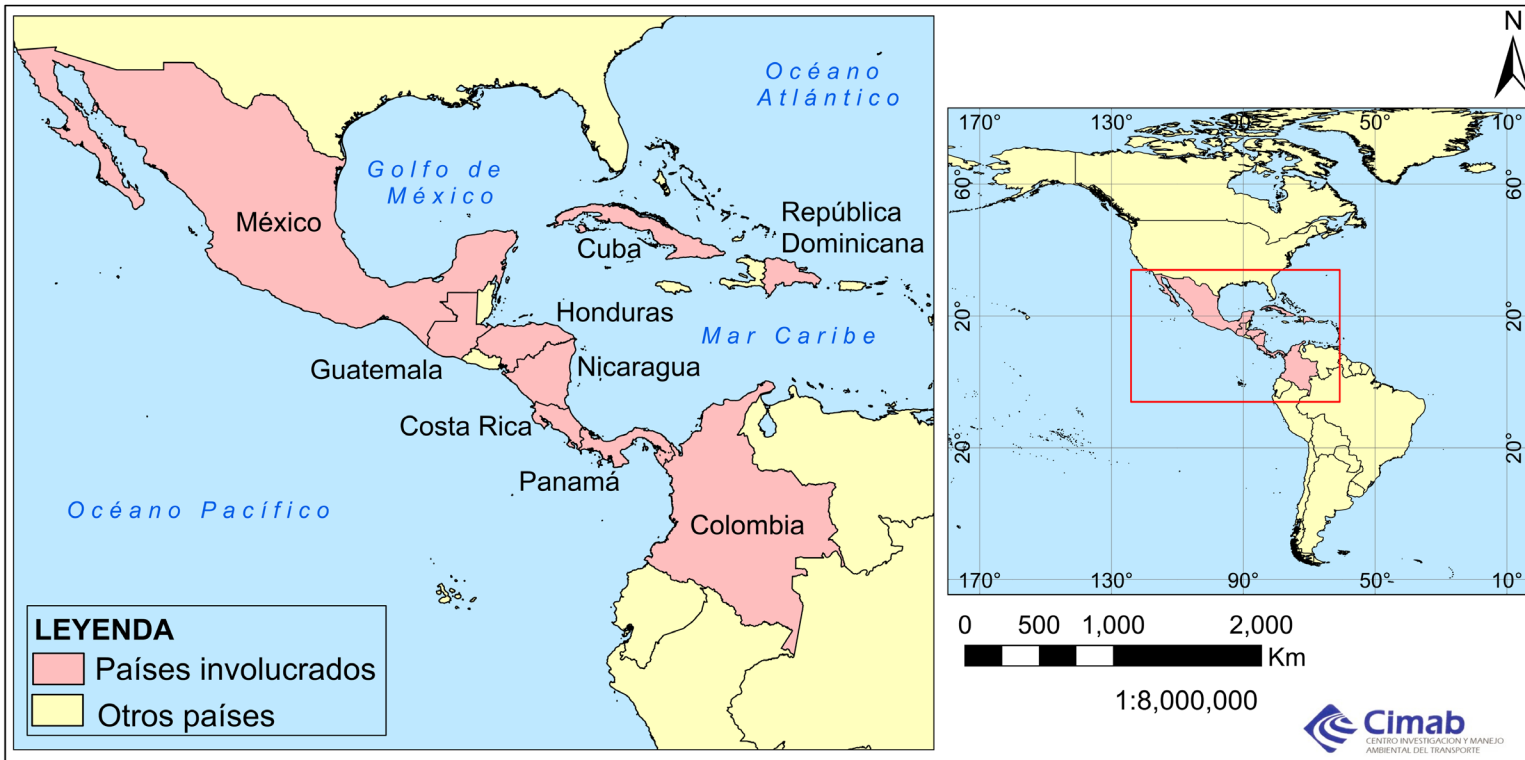 Océano
Atlántico
Golfo de
México
México
Cuba
República
Dominicana
Honduras
Mar Caribe
Guatemala
Nicaragua
Costa Rica
Panamá
Océano Pacífico
Colombia
LEYENDA
Países involucrados
Otros países
N
170° 130° 90° 50° 10°
60° 60°
20° 20°
20° 20°
170° 130° 90° 50° 10°
0 500 1,000 2,000
Km
1:8,000,000
Cimab
CENTRO INVESTIGACION Y MANEJO
AMBIENTAL DEL TRANSPORTE